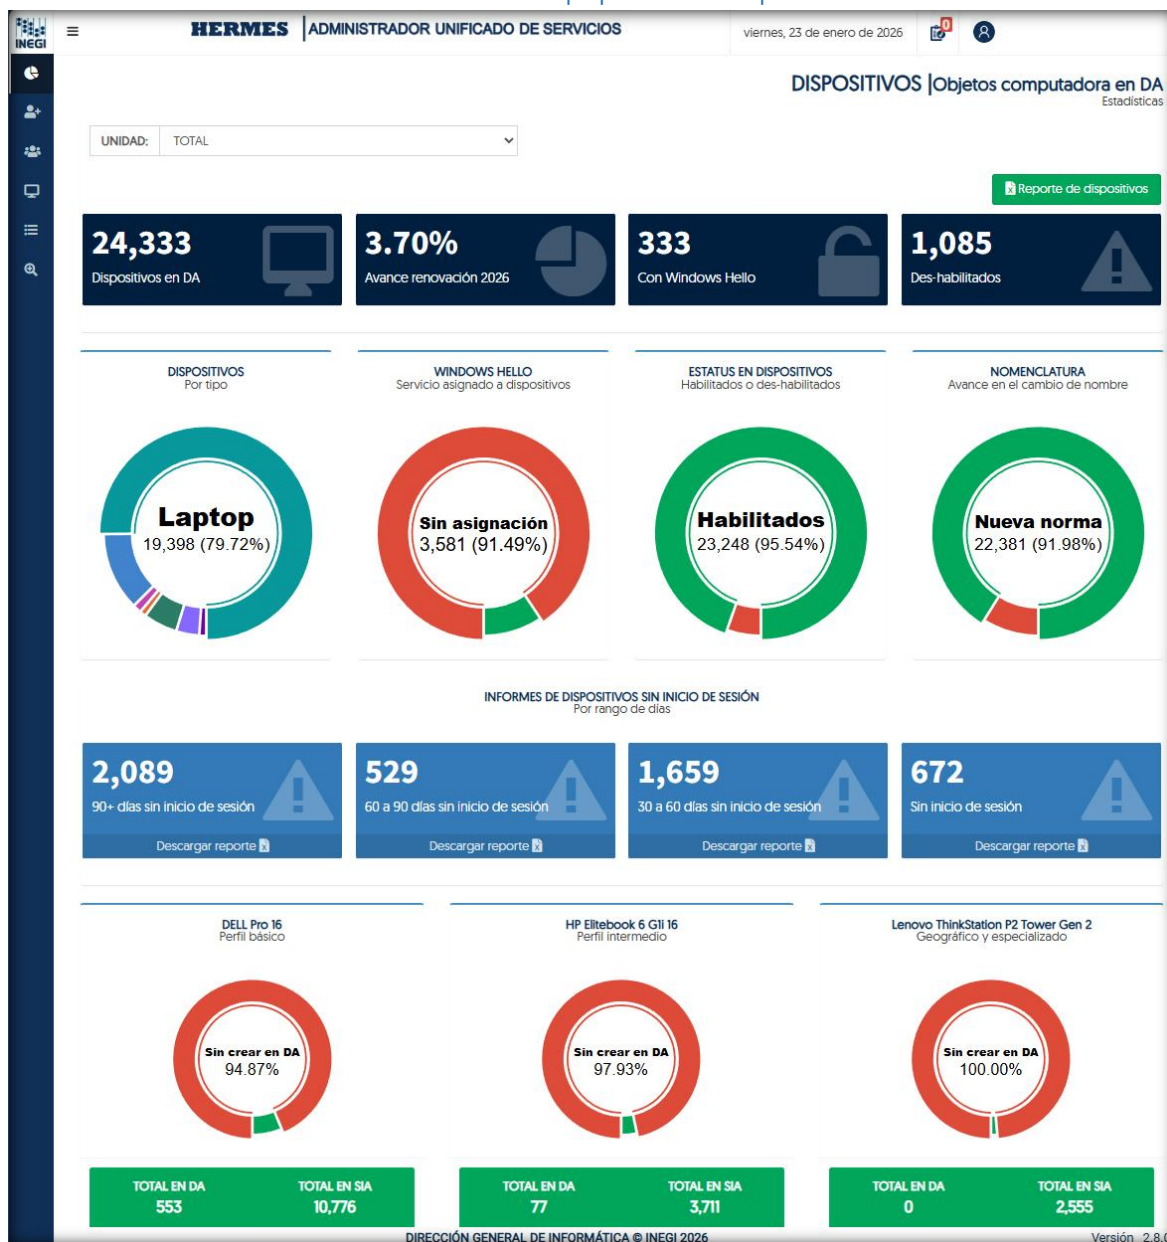 INEGI
HERMES |ADMINISTRADOR UNIFICADO DE SERVICIOS
viernes, 23 de enero de 2026
0
DISPOSITIVOS |Objetos computadora en DA
Estadísticas
UNIDAD: TOTAL
Reporte de dispositivos
24,333
Dispositivos en DA
3.70%
Avance renovación 2026
333
Con Windows Hello
1,085
Des-habilitados
DISPOSITIVOS
Por tipo
Laptop
19,398 (79.72%)
WINDOWS HELLO
Servicio asignado a dispositivos
Sin asignación
3,581 (91.49%)
ESTATUS EN DISPOSITIVOS
Habilitados o des-habilitados
Habilitados
23,248 (95.54%)
NOMENCLATURA
Avance en el cambio de nombre
Nueva norma
22,381 (91.98%)
INFORMES DE DISPOSITIVOS SIN INICIO DE SESIÓN
Por rango de días
2,089
90+ días sin inicio de sesión
Descargar reporte
529
60 a 90 días sin inicio de sesión
Descargar reporte
1,659
30 a 60 días sin inicio de sesión
Descargar reporte
672
Sin inicio de sesión
Descargar reporte
DELL Pro 16
Perfil básico
Sin crear en DA
94.87%
TOTAL EN DA
553
TOTAL EN SIA
10,776
HP Elitebook 6 G1i 16
Perfil intermedio
Sin crear en DA
97.93%
TOTAL EN DA
77
TOTAL EN SIA
3,711
Lenovo ThinkStation P2 Tower Gen 2
Geográfico y especializado
Sin crear en DA
100.00%
TOTAL EN DA
0
TOTAL EN SIA
2,555
DIRECCIÓN GENERAL DE INFORMÁTICA © INEGI 2026
Versión 2.8.